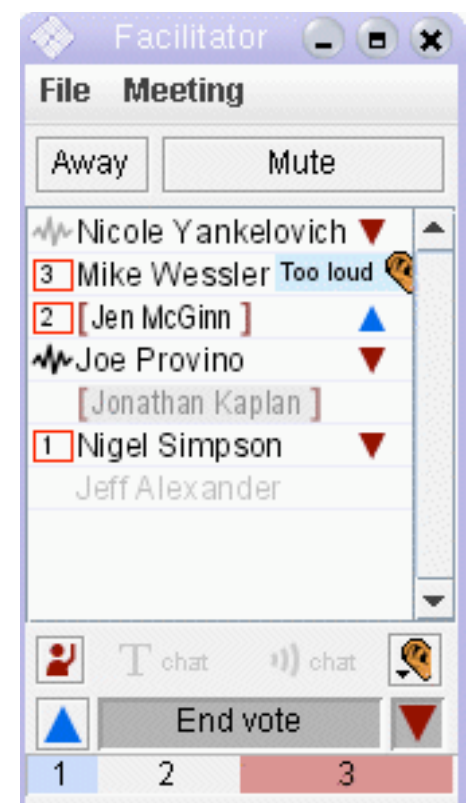 Facilitator
File Meeting
Away Mute
Nicole Yankelovich
3 Mike Wessler Too loud
2 [Jen McGinn ]
Joe Provino
[Jonathan Kaplan ]
1 Nigel Simpson
Jeff Alexander
T chat chat
End vote
1 2 3